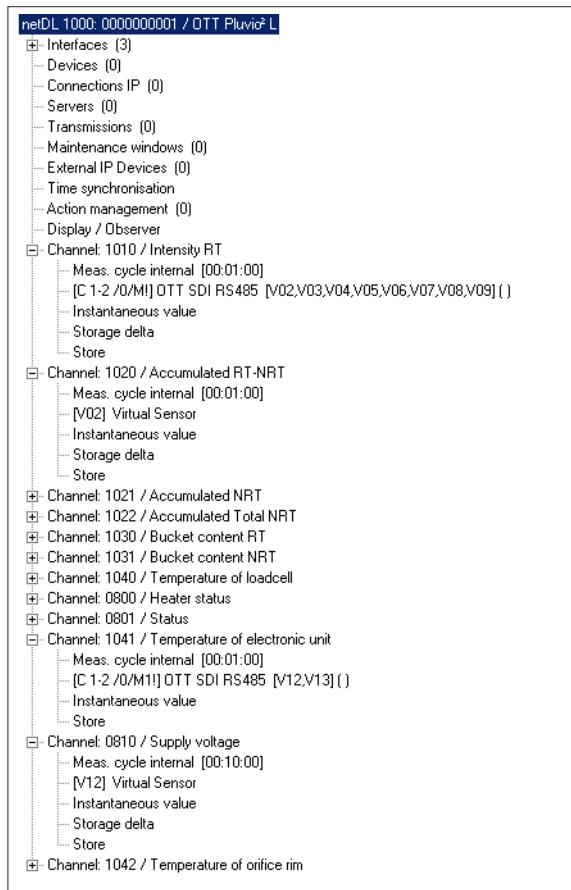 netDL 1000: 0000000001 / OTT Pluvio² L
Interfaces (3)
Devices (0)
Connections IP (0)
Servers (0)
Transmissions (0)
Maintenance windows (0)
External IP Devices (0)
Time synchronisation
Action management (0)
Display / Observer
Channel: 1010 / Intensity RT
Meas. cycle internal [00:01:00]
[C 1-2 /0/M!] OTT SDI RS485 [V02,V03,V04,V05,V06,V07,V08,V09] ( )
Instantaneous value
Storage delta
Store
Channel: 1020 / Accumulated RT-NRT
Meas. cycle internal [00:01:00]
[V02] Virtual Sensor
Instantaneous value
Storage delta
Store
Channel: 1021 / Accumulated NRT
Channel: 1022 / Accumulated Total NRT
Channel: 1030 / Bucket content RT
Channel: 1031 / Bucket content NRT
Channel: 1040 / Temperature of loadcell
Channel: 0800 / Heater status
Channel: 0801 / Status
Channel: 1041 / Temperature of electronic unit
Meas. cycle internal [00:01:00]
[C 1-2 /0/M1!] OTT SDI RS485 [V12,V13] ( )
Instantaneous value
Store
Channel: 0810 / Supply voltage
Meas. cycle internal [00:10:00]
[V12] Virtual Sensor
Instantaneous value
Storage delta
Store
Channel: 1042 / Temperature of orifice rim